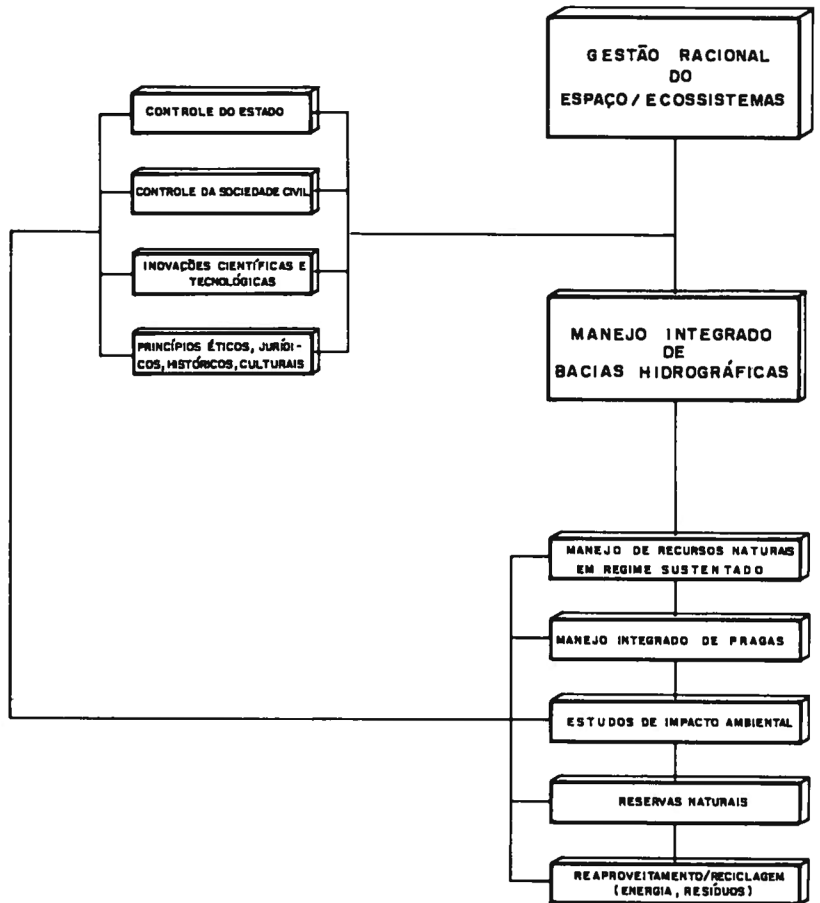 GESTÃO RACIONAL
DO
ESPAÇO / ECOSSISTEMAS
CONTROLE DO ESTADO
CONTROLE DA SOCIEDADE CIVIL
INOVAÇÕES CIENTÍFICAS E
TECNOLÓGICAS
PRINCÍPIOS ÉTICOS, JURÍDI-
COS, HISTÓRICOS, CULTURAIS
MANEJO INTEGRADO
DE
BACIAS HIDROGRÁFICAS
MANEJO DE RECURSOS NATURAIS
EM REGIME SUSTENTADO
MANEJO INTEGRADO DE PRAGAS
ESTUDOS DE IMPACTO AMBIENTAL
RESERVAS NATURAIS
REAPROVEITAMENTO/RECICLAGEM
(ENERGIA, RESÍDUOS)